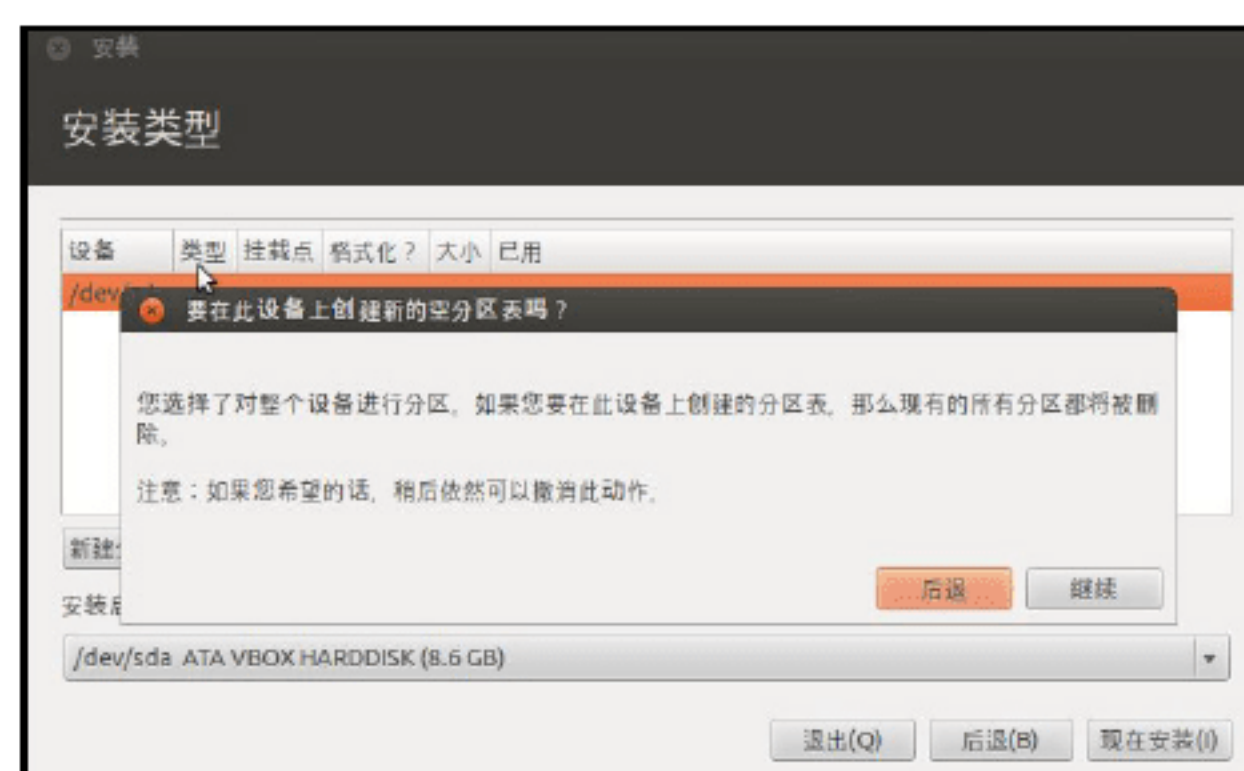 安装
安装类型
设备 类型 挂载点 格式化？ 大小 已用
/dev/
要在此设备上创建新的空分区表吗？
您选择了对整个设备进行分区，如果您要在此设备上创建的分区表，那么现有的所有分区都将被删
除。
注意：如果您希望的话，稍后依然可以撤消此动作。
后退 继续
新建
安装启
/dev/sda ATA VBOX HARDDISK (8.6 GB)
退出(Q) 后退(B) 现在安装(I)